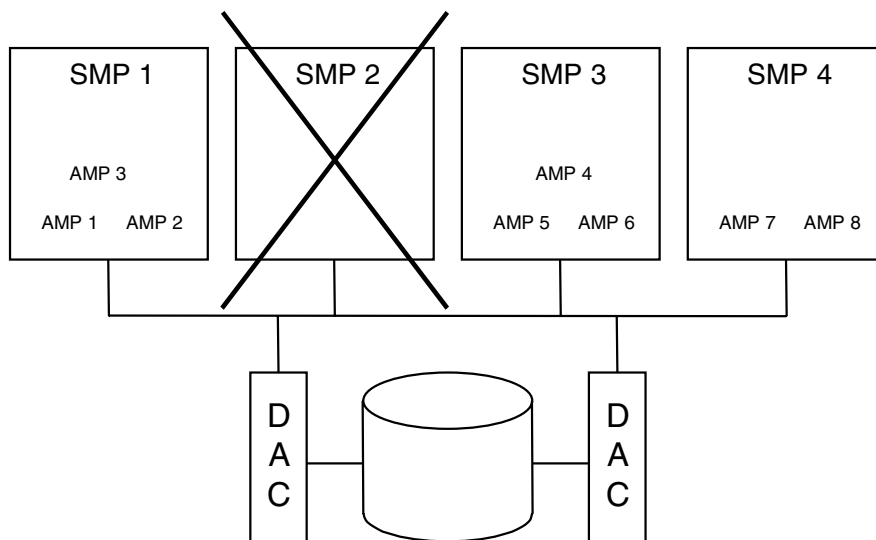 SMP 1
SMP 2
SMP 3
SMP 4
AMP 3
AMP 4
AMP 1 AMP 2
AMP 5 AMP 6
AMP 7 AMP 8
D
A
C
D
A
C